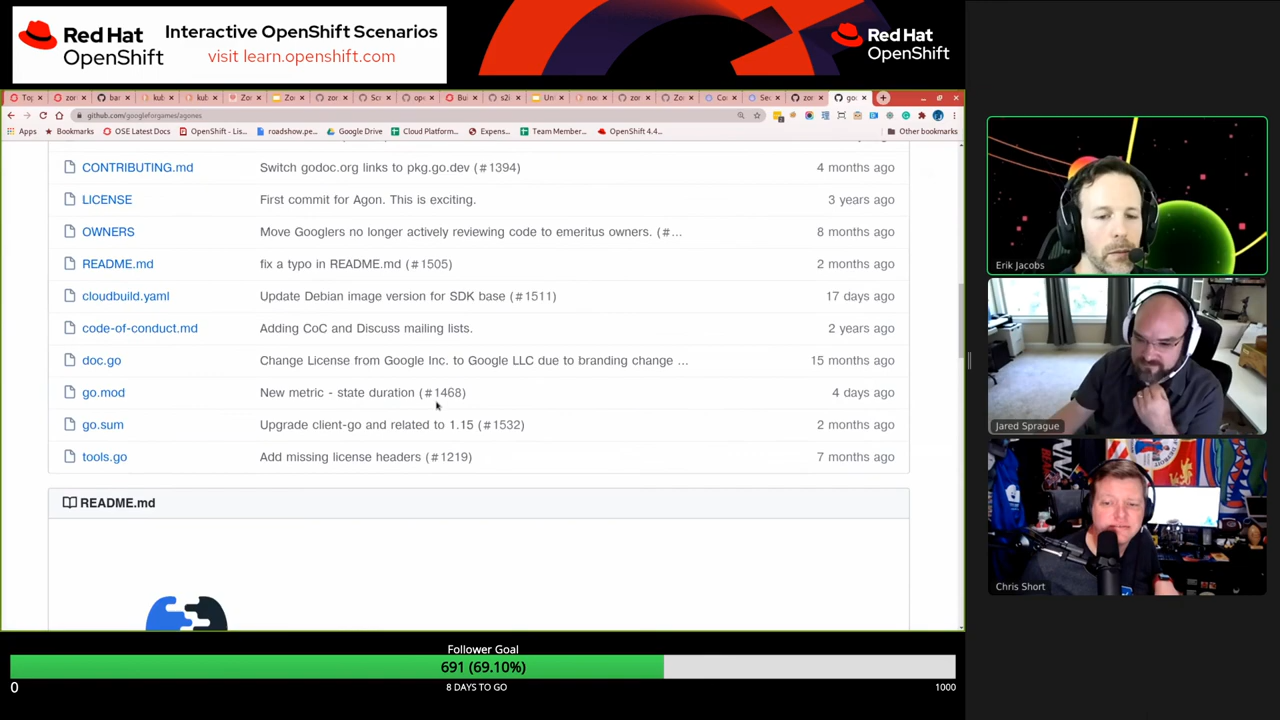 Red Hat
OpenShift
Interactive OpenShift Scenarios
visit learn.openshift.com
Red Hat
OpenShift
github.com/googleforgames/agones
Apps
Bookmarks
OSE Latest Docs
OpenShift - Lis...
roadshow.pe...
Google Drive
Cloud Platform...
Expens...
Team Member...
OpenShift 4.4...
Other bookmarks
CONTRIBUTING.md Switch godoc.org links to pkg.go.dev (#1394) 4 months ago
LICENSE First commit for Agon. This is exciting. 3 years ago
OWNERS Move Googlers no longer actively reviewing code to emeritus owners. (#... 8 months ago
README.md fix a typo in README.md (#1505) 2 months ago
cloudbuild.yaml Update Debian image version for SDK base (#1511) 17 days ago
code-of-conduct.md Adding CoC and Discuss mailing lists. 2 years ago
doc.go Change License from Google Inc. to Google LLC due to branding change ... 15 months ago
go.mod New metric - state duration (#1468) 4 days ago
go.sum Upgrade client-go and related to 1.15 (#1532) 2 months ago
tools.go Add missing license headers (#1219) 7 months ago
README.md
Erik Jacobs
Jared Sprague
Chris Short
Follower Goal
691 (69.10%)
0 8 DAYS TO GO 1000